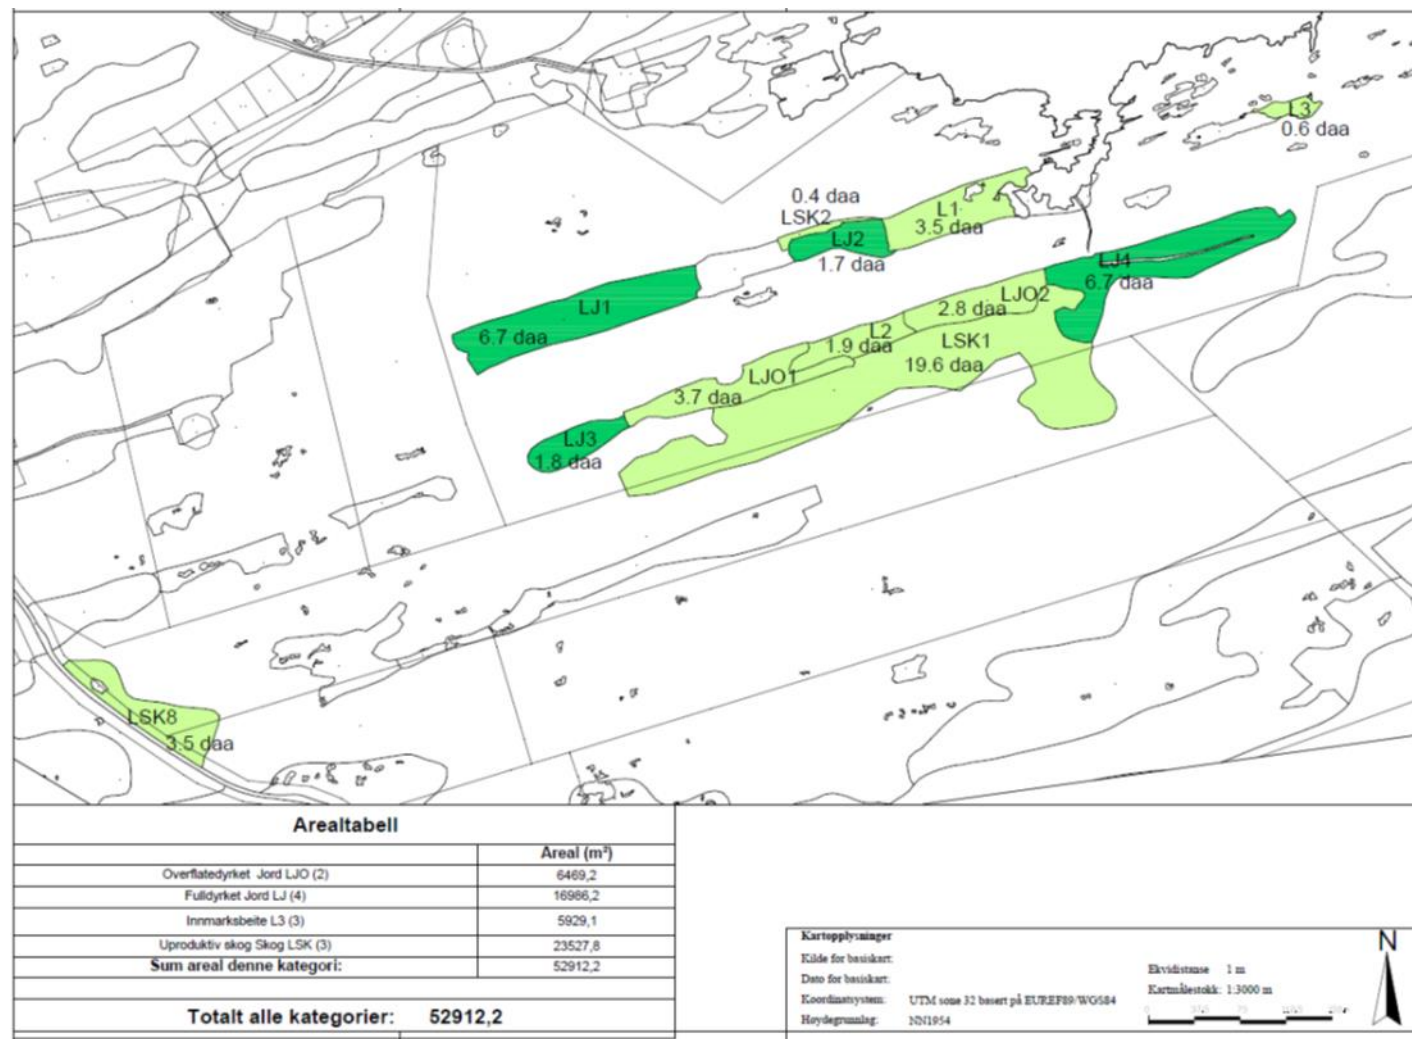 L3
0.6 daa
0.4 daa
LSK2
L1
3.5 daa
LJ2
1.7 daa
LJ4
6.7 daa
LJ1
6.7 daa
LJO2
2.8 daa
L2
1.9 daa
LSK1
19.6 daa
LJO1
3.7 daa
LJ3
1.8 daa
LSK8
3.5 daa
Arealtabell
Areal (m²)
Overflatedyrket Jord LJO (2) 6469,2
Fulldyrket Jord LJ (4) 16986,2
Innmarksbeite L3 (3) 5929,1
Uproduktiv skog Skog LSK (3) 23527,8
Sum areal denne kategori: 52912,2
Totalt alle kategorier: 52912,2
Kartopplysninger
Kilde for basiskart:
Dato for basiskart:
Koordinatsystem: UTM sone 32 basert på EUREF89/WGS84
Høydegrunnlag: NN1954
Ekvidistanse 1 m
Kartmålestokk: 1:3000 m
N